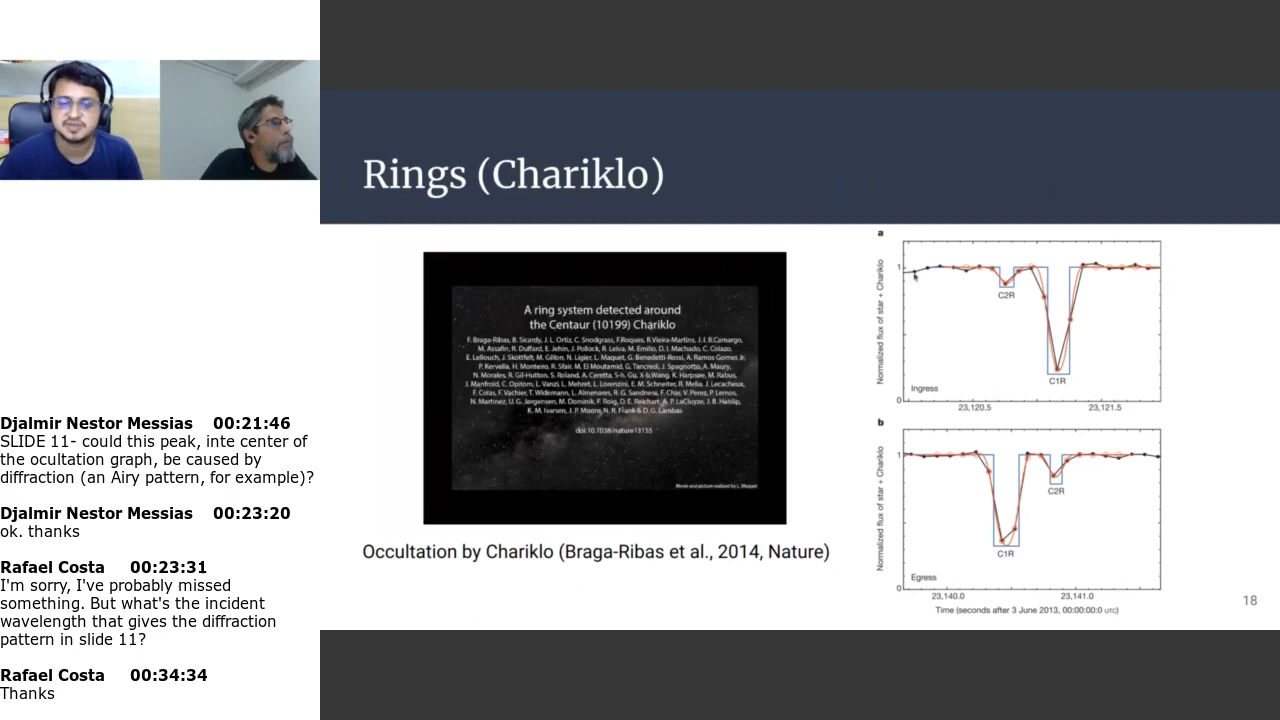 Rings (Chariklo)
A ring system detected around
the Centaur (10199) Chariklo
F. Braga-Ribas, B. Sicardy, J. L. Ortiz, C. Snodgrass, F.Roques, R.Vieira-Martins, J. I. B.Camargo,
M. Assafin, R. Duffard, E. Jehin, J. Pollock, R. Leiva, M. Emilio, D. I. Machado, C. Colazo,
E. Lellouch, J. Skottfelt, M. Gillon, N. Ligier, L. Maquet, G. Benedetti-Rossi, A. Ramos Gomes Jr,
P. Kervella, H. Monteiro, R. Sfair, M. El Moutamid, G. Tancredi, J. Spagnotto, A. Maury,
N. Morales, R. Gil-Hutton, S. Roland, A. Ceretta, S-h. Gu, X-b.Wang, K. Harpsøe, M. Rabus,
J. Manfroid, C. Opitom, L. Vanzi, L. Mehret, L. Lorenzini, E. M. Schneiter, R. Melia, J. Lecacheux,
F. Colas, F. Vachier, T. Widemann, L. Almenares, R. G. Sandness, F. Char, V. Perez, P. Lemos,
N. Martinez, U. G. Jørgensen, M. Dominik, F. Roig, D. E. Reichart, A. P. LaCluyze, J. B. Haislip,
K. M. Ivarsen, J. P. Moore, N. R. Frank & D. G. Lambas.
doi:10.1038/nature13155
Movie and picture realized by L. Maquet
Occultation by Chariklo (Braga-Ribas et al., 2014, Nature)
a
Normalized flux of star + Chariklo
1
0
C2R
C1R
Ingress
23,120.5
23,121.5
b
Normalized flux of star + Chariklo
1
0
C1R
C2R
Egress
23,140.0
23,141.0
Time (seconds after 3 June 2013, 00:00:00:0 UTC)
18
Djalmir Nestor Messias 00:21:46
SLIDE 11- could this peak, inte center of
the ocultation graph, be caused by
diffraction (an Airy pattern, for example)?
Djalmir Nestor Messias 00:23:20
ok. thanks
Rafael Costa 00:23:31
I'm sorry, I've probably missed
something. But what's the incident
wavelength that gives the diffraction
pattern in slide 11?
Rafael Costa 00:34:34
Thanks